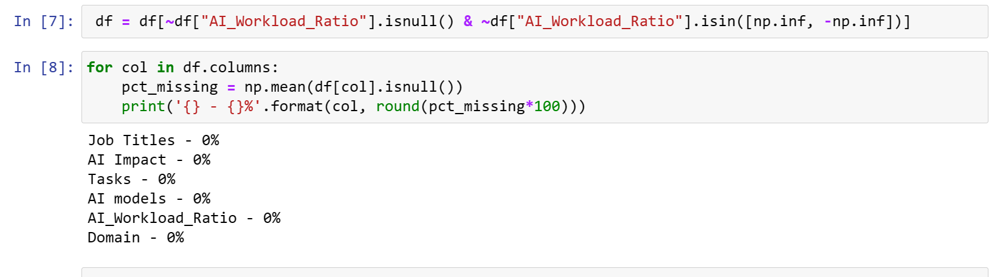 In [7]: df = df[~df["AI_Workload_Ratio"].isnull() & ~df["AI_Workload_Ratio"].isin([np.inf, -np.inf])]
In [8]: for col in df.columns:
    pct_missing = np.mean(df[col].isnull())
    print('{} - {}%'.format(col, round(pct_missing*100)))
Job Titles - 0%
AI Impact - 0%
Tasks - 0%
AI models - 0%
AI_Workload_Ratio - 0%
Domain - 0%